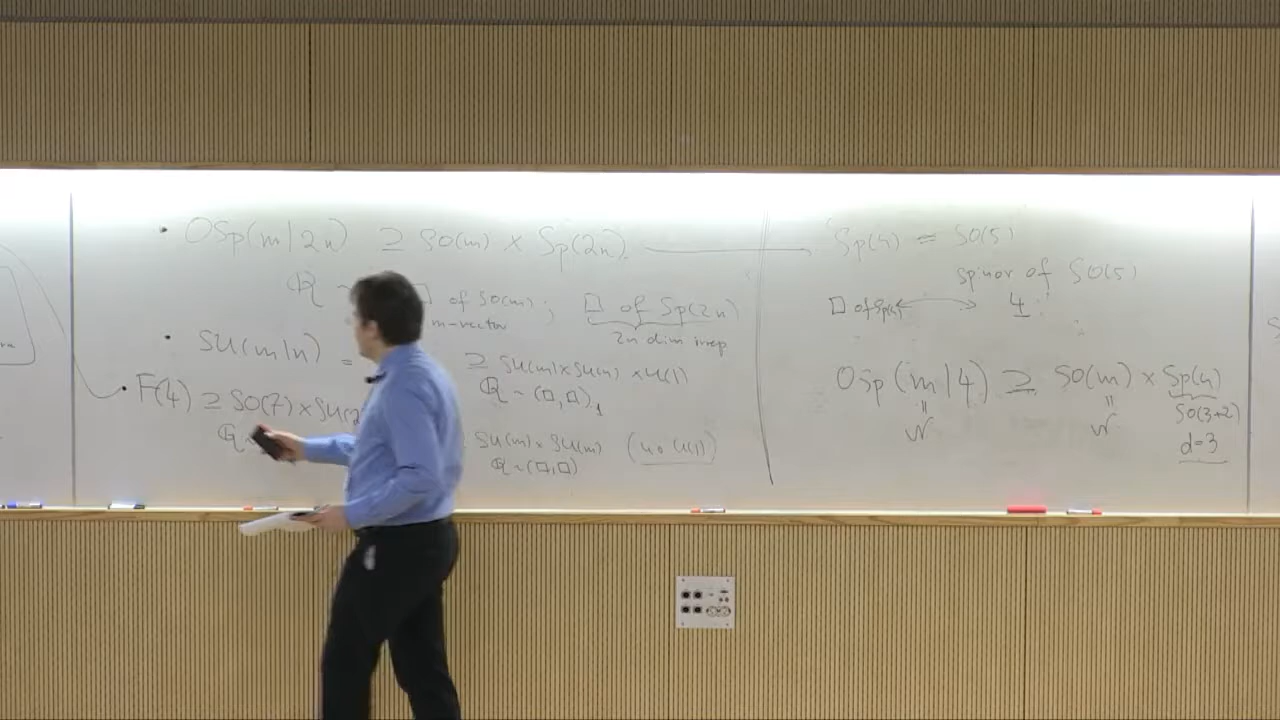 • OSp(m|2n) ⊇ SO(m) × Sp(2n)
Q ~ □ of SO(m) ; □ of Sp(2n)
m-vector
2n dim irrep
• SU(m|n) =
⊇ SU(m)×SU(n)×U(1)
Q ~ (□,□)₁
• F(4) ⊇ SO(7)×SU(2
Q
SU(m)×SU(m) (no U(1))
Q ~ (□,□)
Sp(4) = SO(5)
spinor of SO(5)
□ of Sp(4) ↔ 4
OSp(m|4) ⊇ SO(m) × Sp(4)
" "
N N
SO(3+2)
d=3